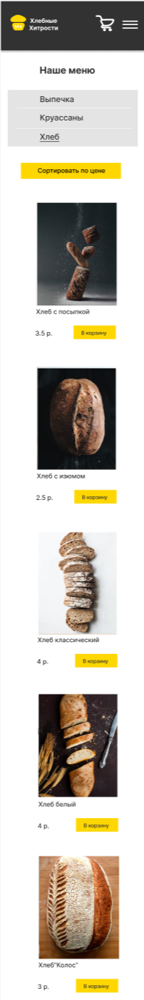 Хлебные
Хитрости
Наше меню
Выпечка
Круассаны
Хлеб
Сортировать по цене
Хлеб с посыпкой
3.5 р. В корзину
Хлеб с изюмом
2.5 р. В корзину
Хлеб классический
4 р. В корзину
Хлеб белый
4 р. В корзину
Хлеб"Колос"
3 р. В корзину